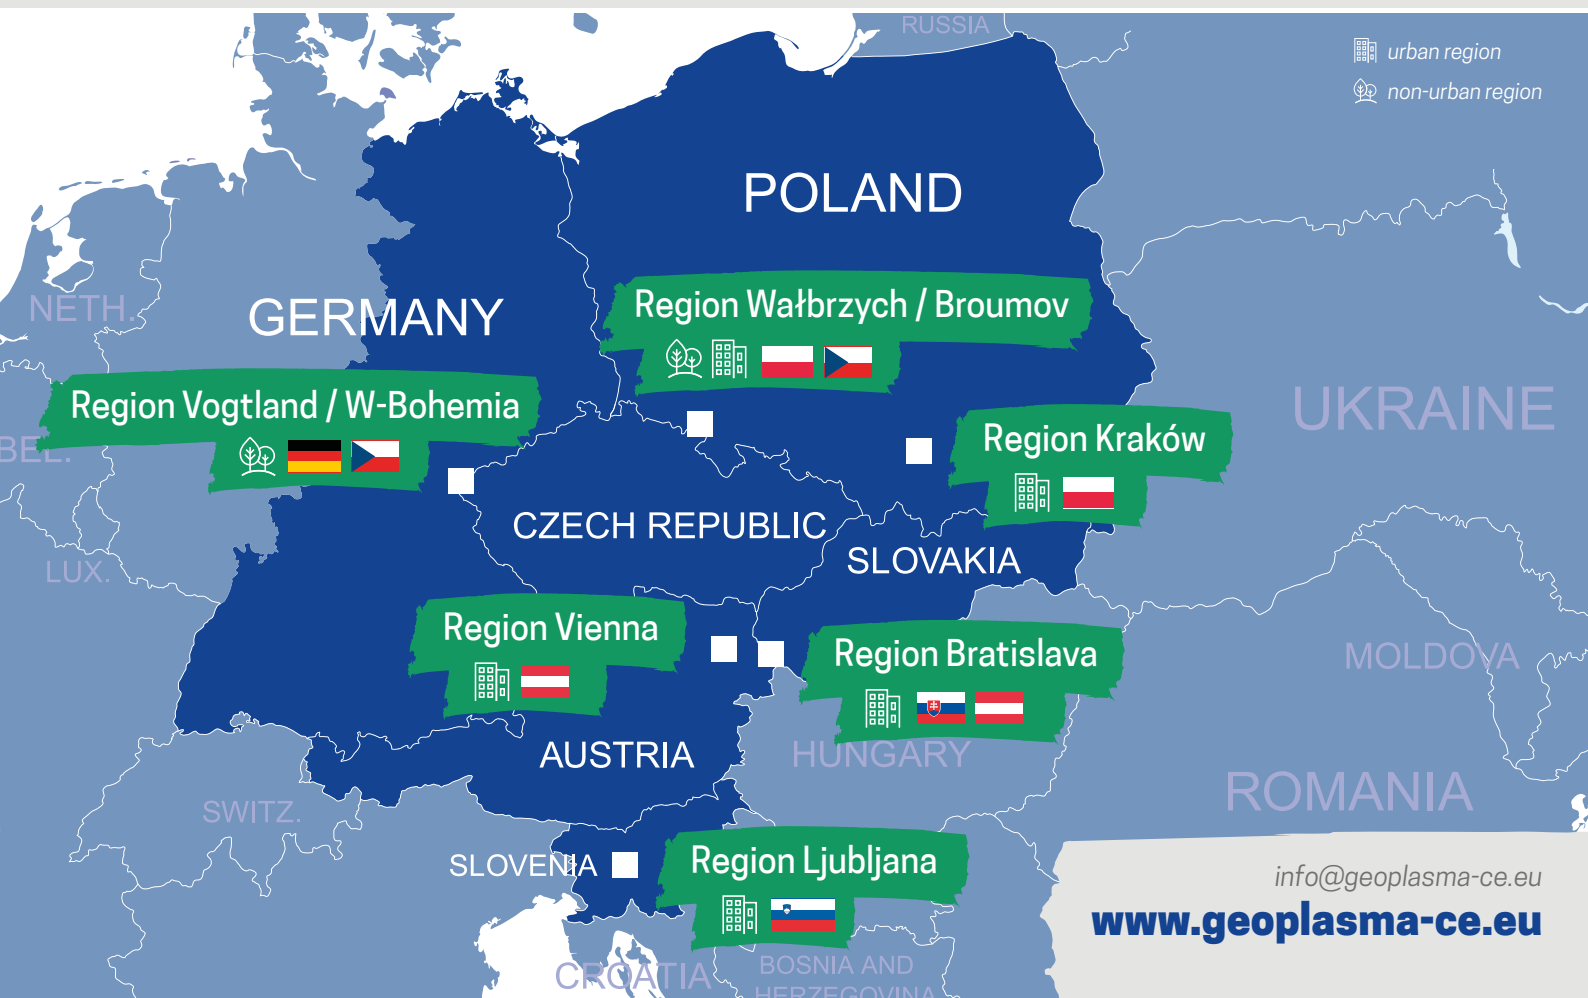 RUSSIA
urban region
non-urban region
POLAND
NETH.
GERMANY
Region Wałbrzych / Broumov
Region Vogtland / W-Bohemia
UKRAINE
BEL.
Region Kraków
CZECH REPUBLIC
SLOVAKIA
LUX.
Region Vienna
Region Bratislava
MOLDOVA
AUSTRIA
HUNGARY
ROMANIA
SWITZ.
SLOVENIA
Region Ljubljana
info@geoplasma-ce.eu
www.geoplasma-ce.eu
CROATIA
BOSNIA AND
HERZEGOVINA